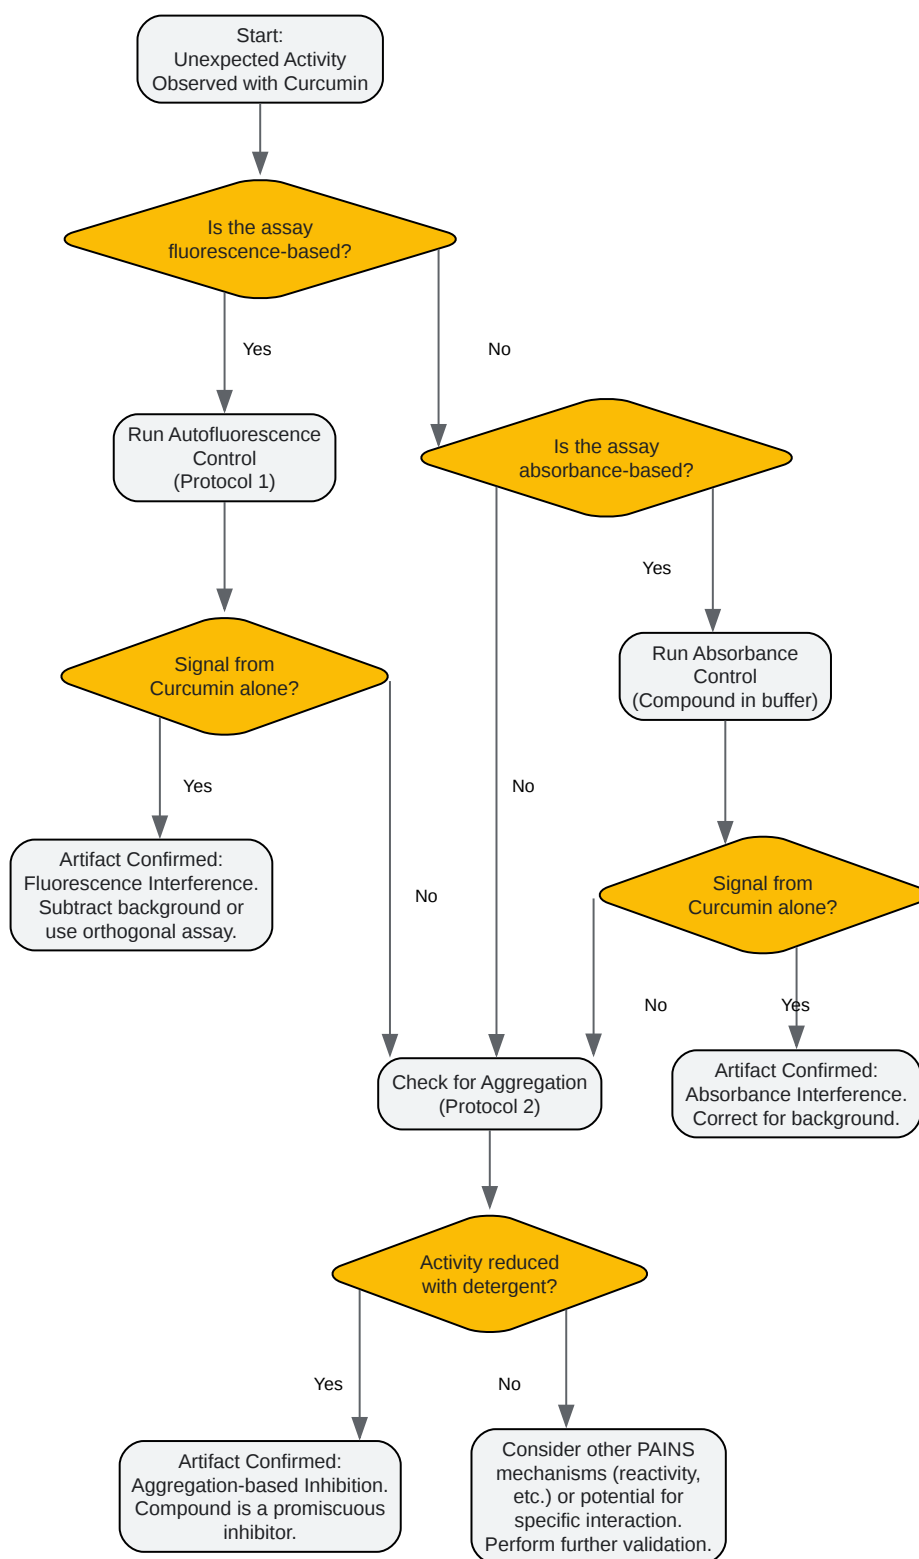 Start:
Unexpected Activity
Observed with Curcumin
Is the assay
fluorescence-based?
Yes
No
Run Autofluorescence
Control
(Protocol 1)
Is the assay
absorbance-based?
Yes
Signal from
Curcumin alone?
Run Absorbance
Control
(Compound in buffer)
Yes
No
Artifact Confirmed:
Fluorescence Interference.
Subtract background or
use orthogonal assay.
No
Signal from
Curcumin alone?
No
Yes
Check for Aggregation
(Protocol 2)
Artifact Confirmed:
Absorbance Interference.
Correct for background.
Activity reduced
with detergent?
Yes
No
Artifact Confirmed:
Aggregation-based Inhibition.
Compound is a promiscuous
inhibitor.
Consider other PAINS
mechanisms (reactivity,
etc.) or potential for
specific interaction.
Perform further validation.